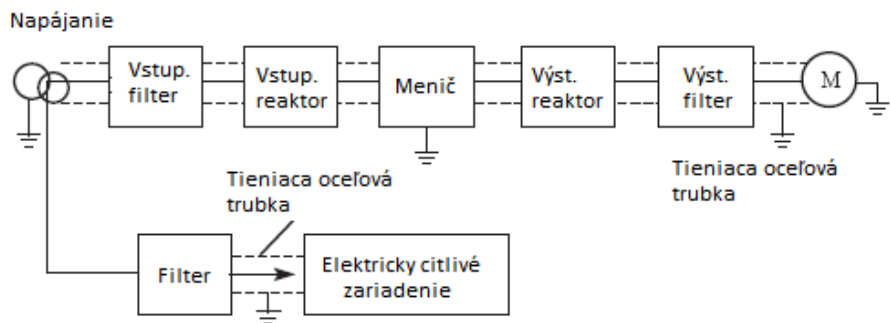 Napájanie
Vstup.
filter
Vstup.
reaktor
Menič
Výst.
reaktor
Výst.
filter
M
Tieniaca oceľová
trubka
Tieniaca oceľová
trubka
Filter
Elektricky citlivé
zariadenie